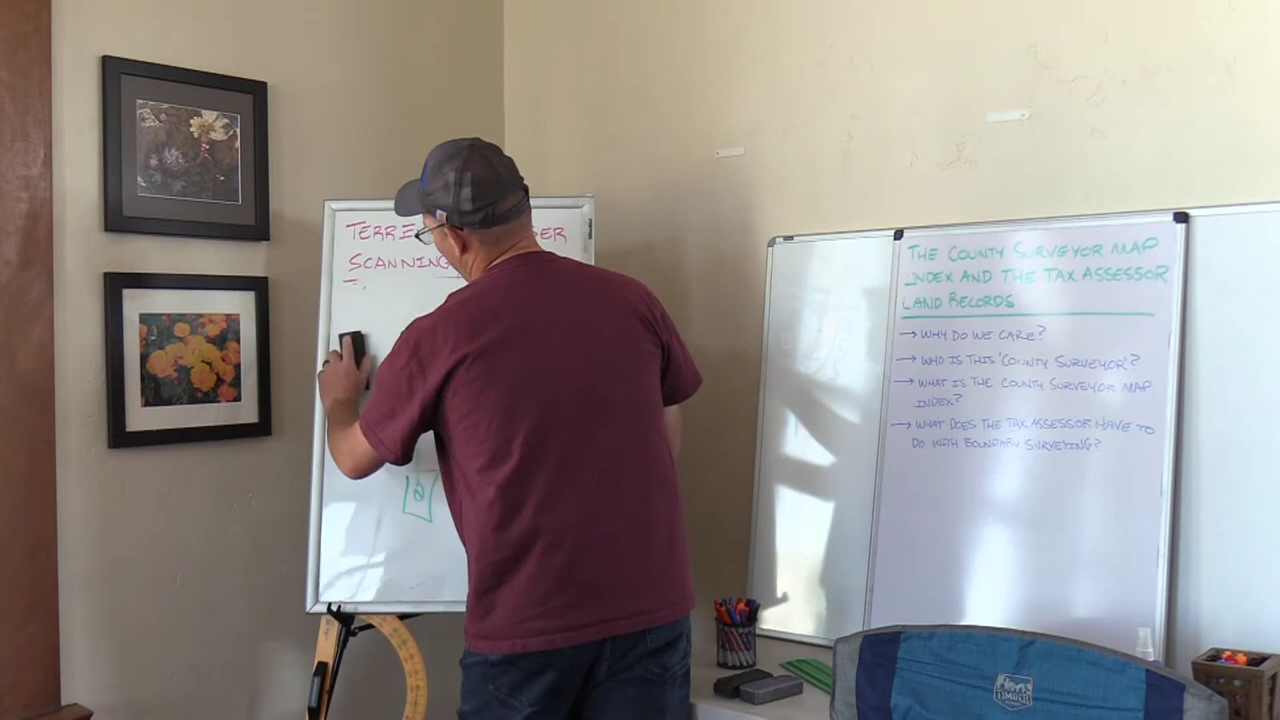 TERRE
SER
SCANNING
THE COUNTY SURVEYOR MAP
INDEX AND THE TAX ASSESSOR
LAND RECORDS
→ WHY DO WE CARE?
→ WHO IS THIS 'COUNTY SURVEYOR'?
→ WHAT IS THE COUNTY SURVEYOR MAP
INDEX?
→ WHAT DOES THE TAX ASSESSOR HAVE TO
DO WITH BOUNDARY SURVEYING?
TIMBER